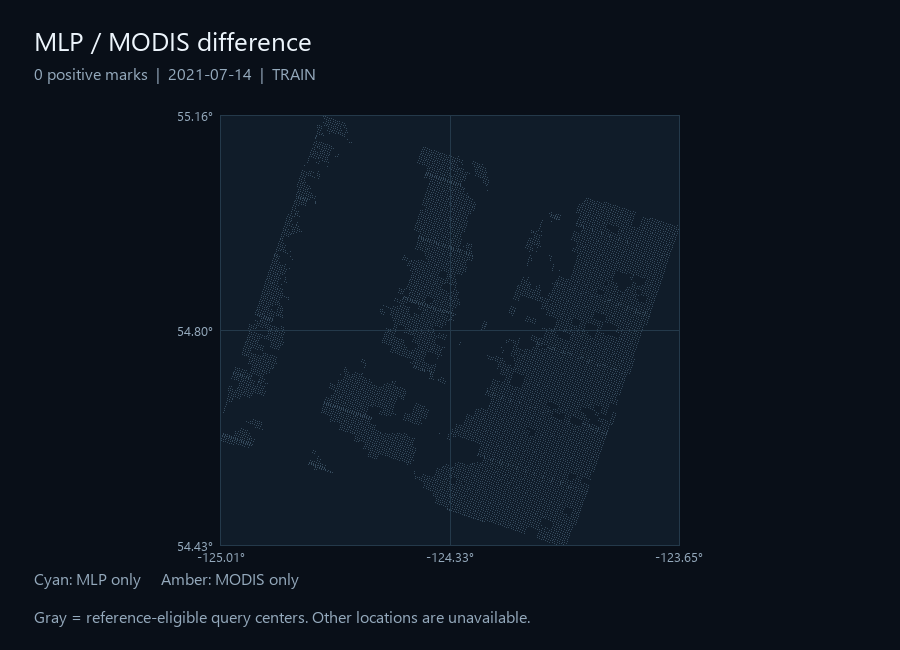 MLP / MODIS difference
0 positive marks | 2021-07-14 | TRAIN
55.16°
54.80°
54.43°
-125.01° -124.33° -123.65°
Cyan: MLP only Amber: MODIS only
Gray = reference-eligible query centers. Other locations are unavailable.